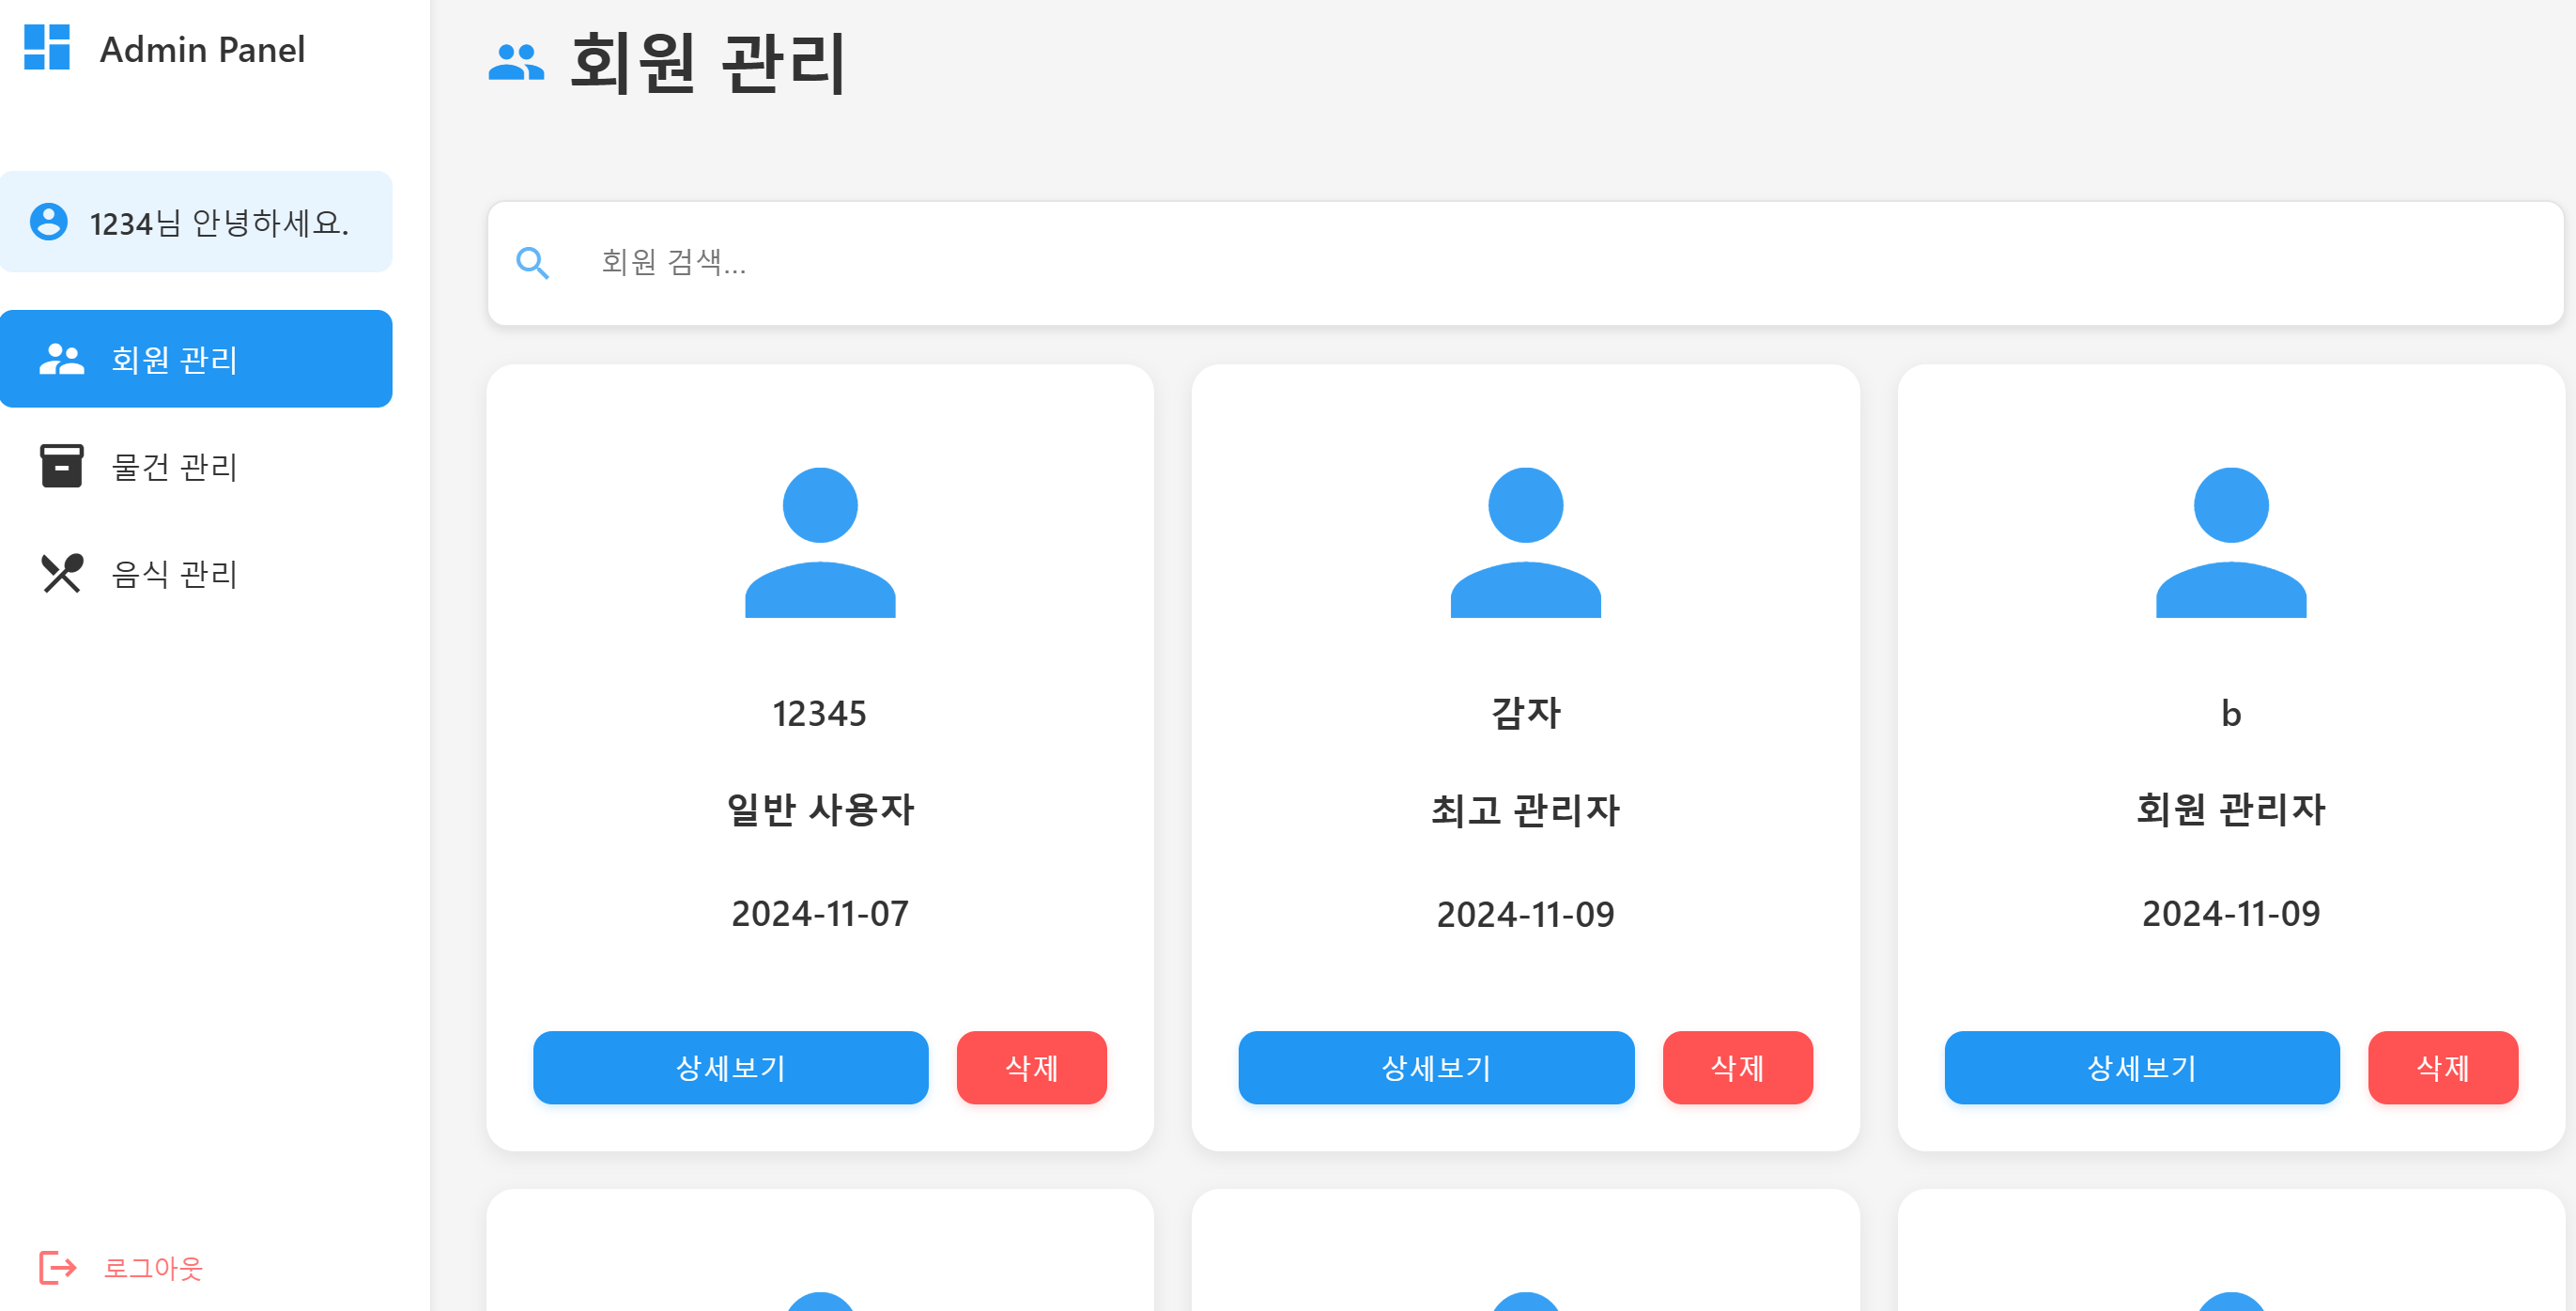 Admin Panel
1234님 안녕하세요.
회원 관리
물건 관리
음식 관리
로그아웃
회원 관리
회원 검색...
12345
일반 사용자
2024-11-07
상세보기
삭제
감자
최고 관리자
2024-11-09
상세보기
삭제
b
회원 관리자
2024-11-09
상세보기
삭제